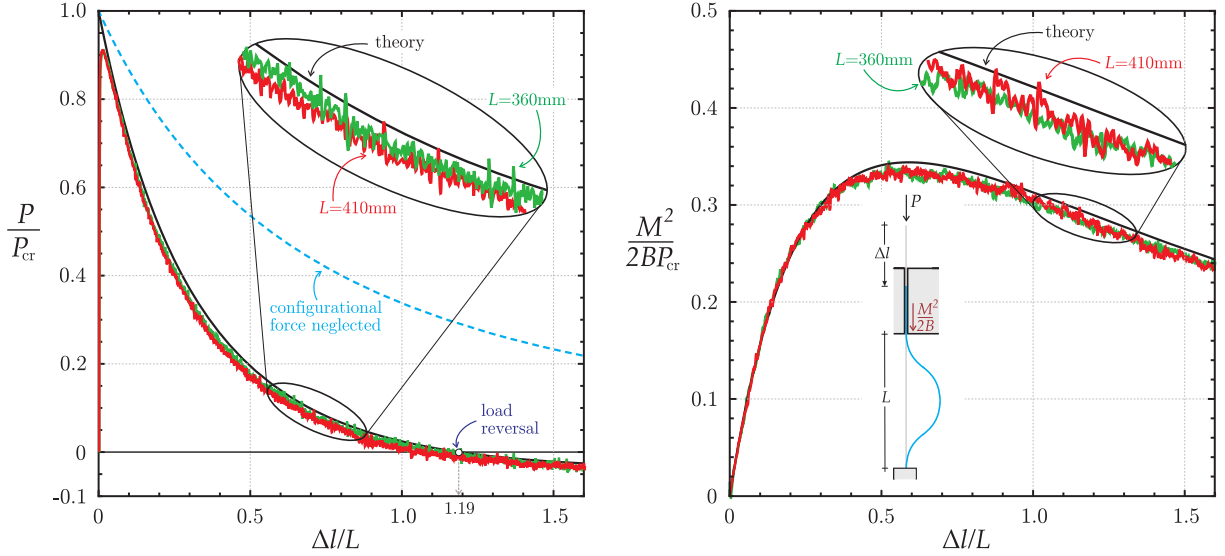 1.0
0.8
0.6
0.4
0.2
0
-0.1
P
P_cr
theory
L=360mm
L=410mm
configurational
force neglected
load
reversal
1.19
0
0.5
1.0
1.5
Δl/L
0.5
0.4
0.3
0.2
0.1
0
M²
2BP_cr
theory
L=360mm
L=410mm
P
Δl
M²
2B
L
0
0.5
1.0
1.5
Δl/L